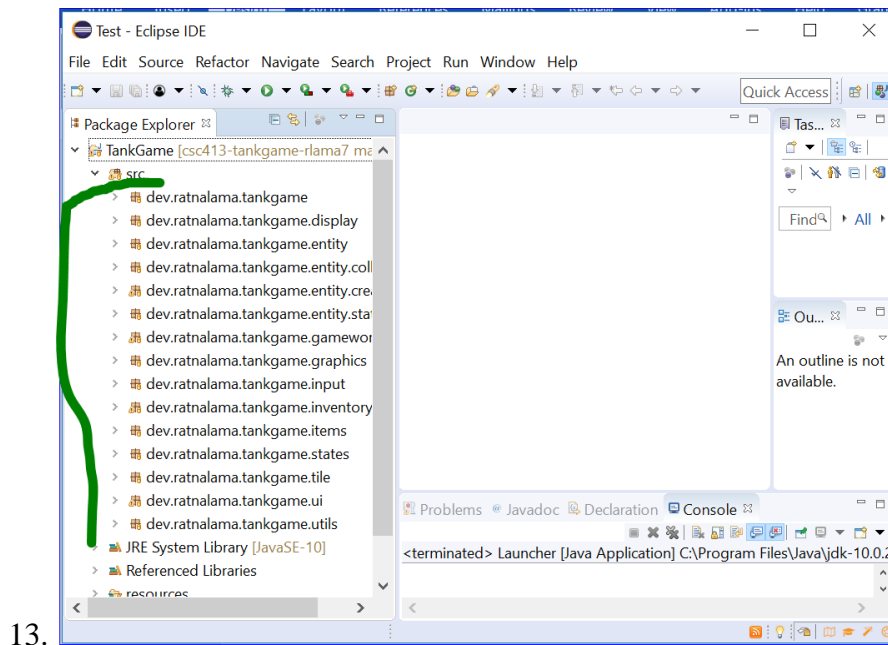 Test - Eclipse IDE
File Edit Source Refactor Navigate Search Project Run Window Help
Quick Access
Package Explorer
TankGame [csc413-tankgame-rlama7 ma
src
dev.ratnalama.tankgame
dev.ratnalama.tankgame.display
dev.ratnalama.tankgame.entity
dev.ratnalama.tankgame.entity.coll
dev.ratnalama.tankgame.entity.cre
dev.ratnalama.tankgame.entity.sta
dev.ratnalama.tankgame.gamewor
dev.ratnalama.tankgame.graphics
dev.ratnalama.tankgame.input
dev.ratnalama.tankgame.inventory
dev.ratnalama.tankgame.items
dev.ratnalama.tankgame.states
dev.ratnalama.tankgame.tile
dev.ratnalama.tankgame.ui
dev.ratnalama.tankgame.utils
JRE System Library [JavaSE-10]
Referenced Libraries
resources
Tas...
Find All
Ou...
An outline is not
available.
Problems Javadoc Declaration Console
<terminated> Launcher [Java Application] C:\Program Files\Java\jdk-10.0.2
13.